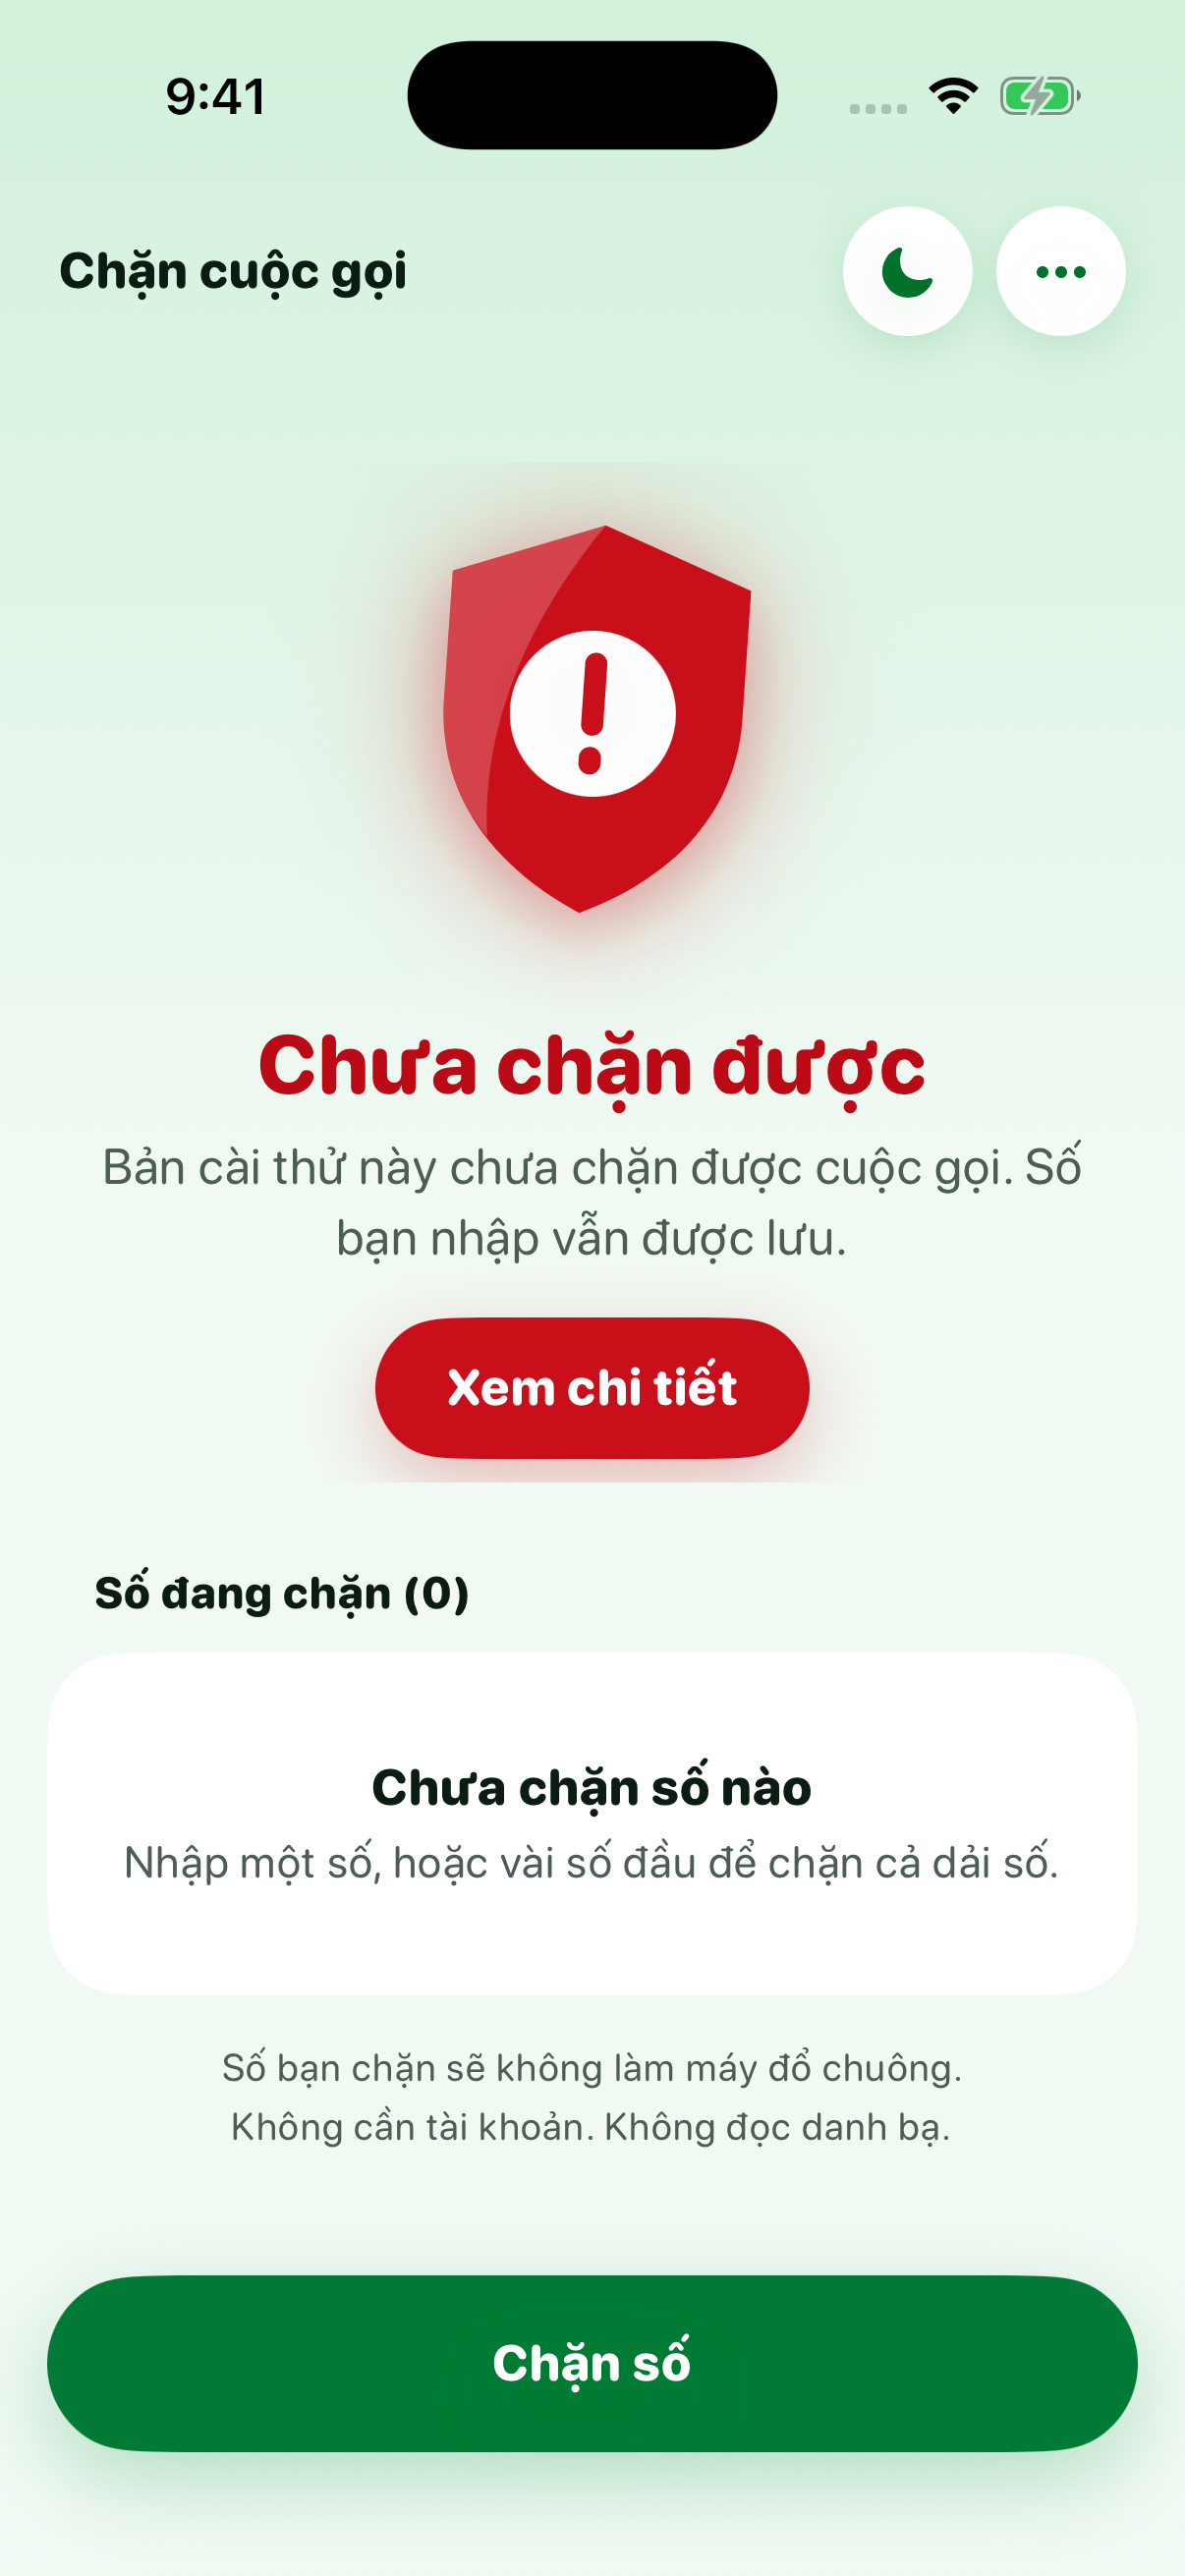 9:41
Chặn cuộc gọi
Chưa chặn được
Bản cài thử này chưa chặn được cuộc gọi. Số
bạn nhập vẫn được lưu.
Xem chi tiết
Số đang chặn (0)
Chưa chặn số nào
Nhập một số, hoặc vài số đầu để chặn cả dải số.
Số bạn chặn sẽ không làm máy đổ chuông.
Không cần tài khoản. Không đọc danh bạ.
Chặn số